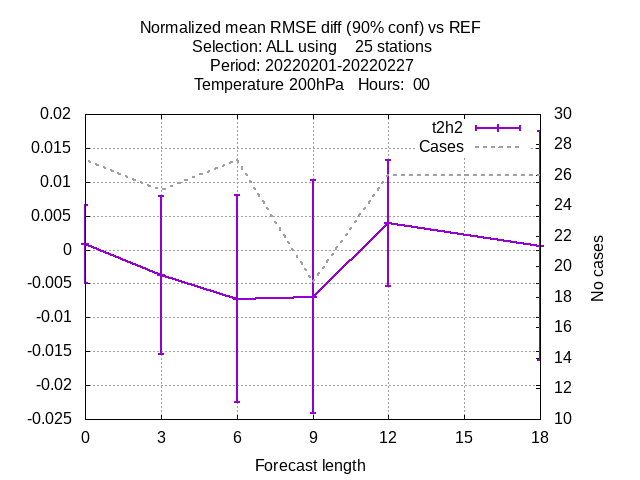 Normalized mean RMSE diff (90% conf) vs REF
Selection: ALL using    25 stations
Period: 20220201-20220227
Temperature 200hPa   Hours:  00
0.02
0.015
0.01
0.005
0
-0.005
-0.01
-0.015
-0.02
-0.025
t2h2
Cases
30
28
26
24
22
20
18
16
14
12
10
No cases
0 3 6 9 12 15 18
Forecast length